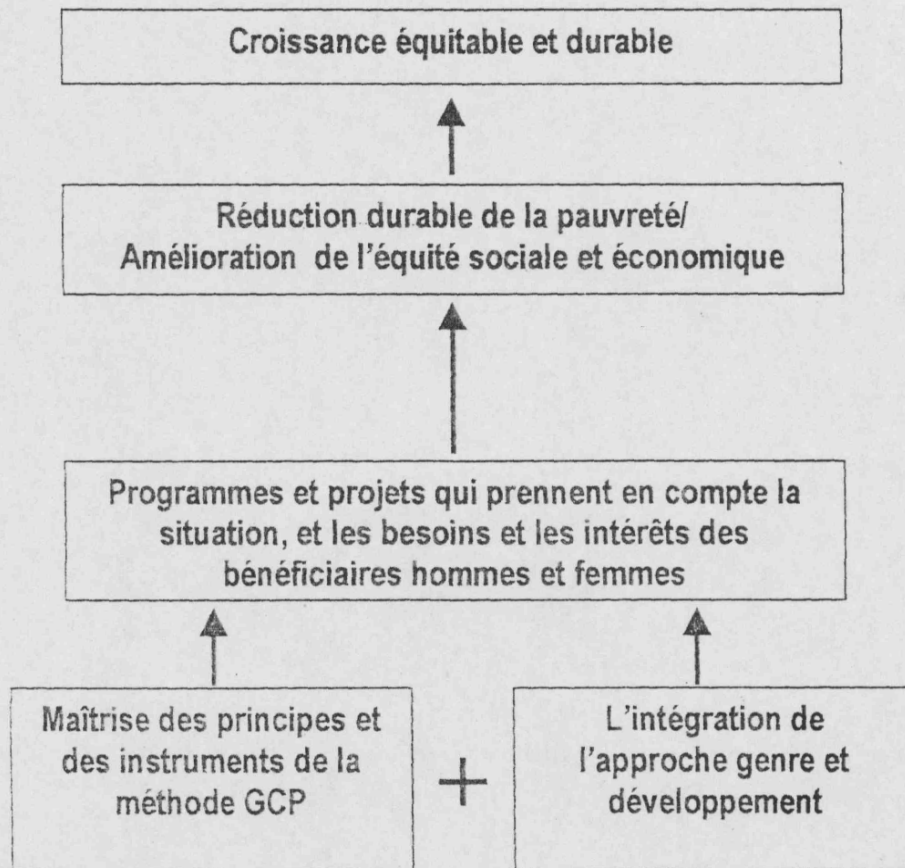 Croissance équitable et durable
Réduction durable de la pauvreté/
Amélioration de l'équité sociale et économique
Programmes et projets qui prennent en compte la
situation, et les besoins et les intérêts des
bénéficiaires hommes et femmes
Maîtrise des principes et
des instruments de la
méthode GCP
+
L'intégration de
l'approche genre et
développement